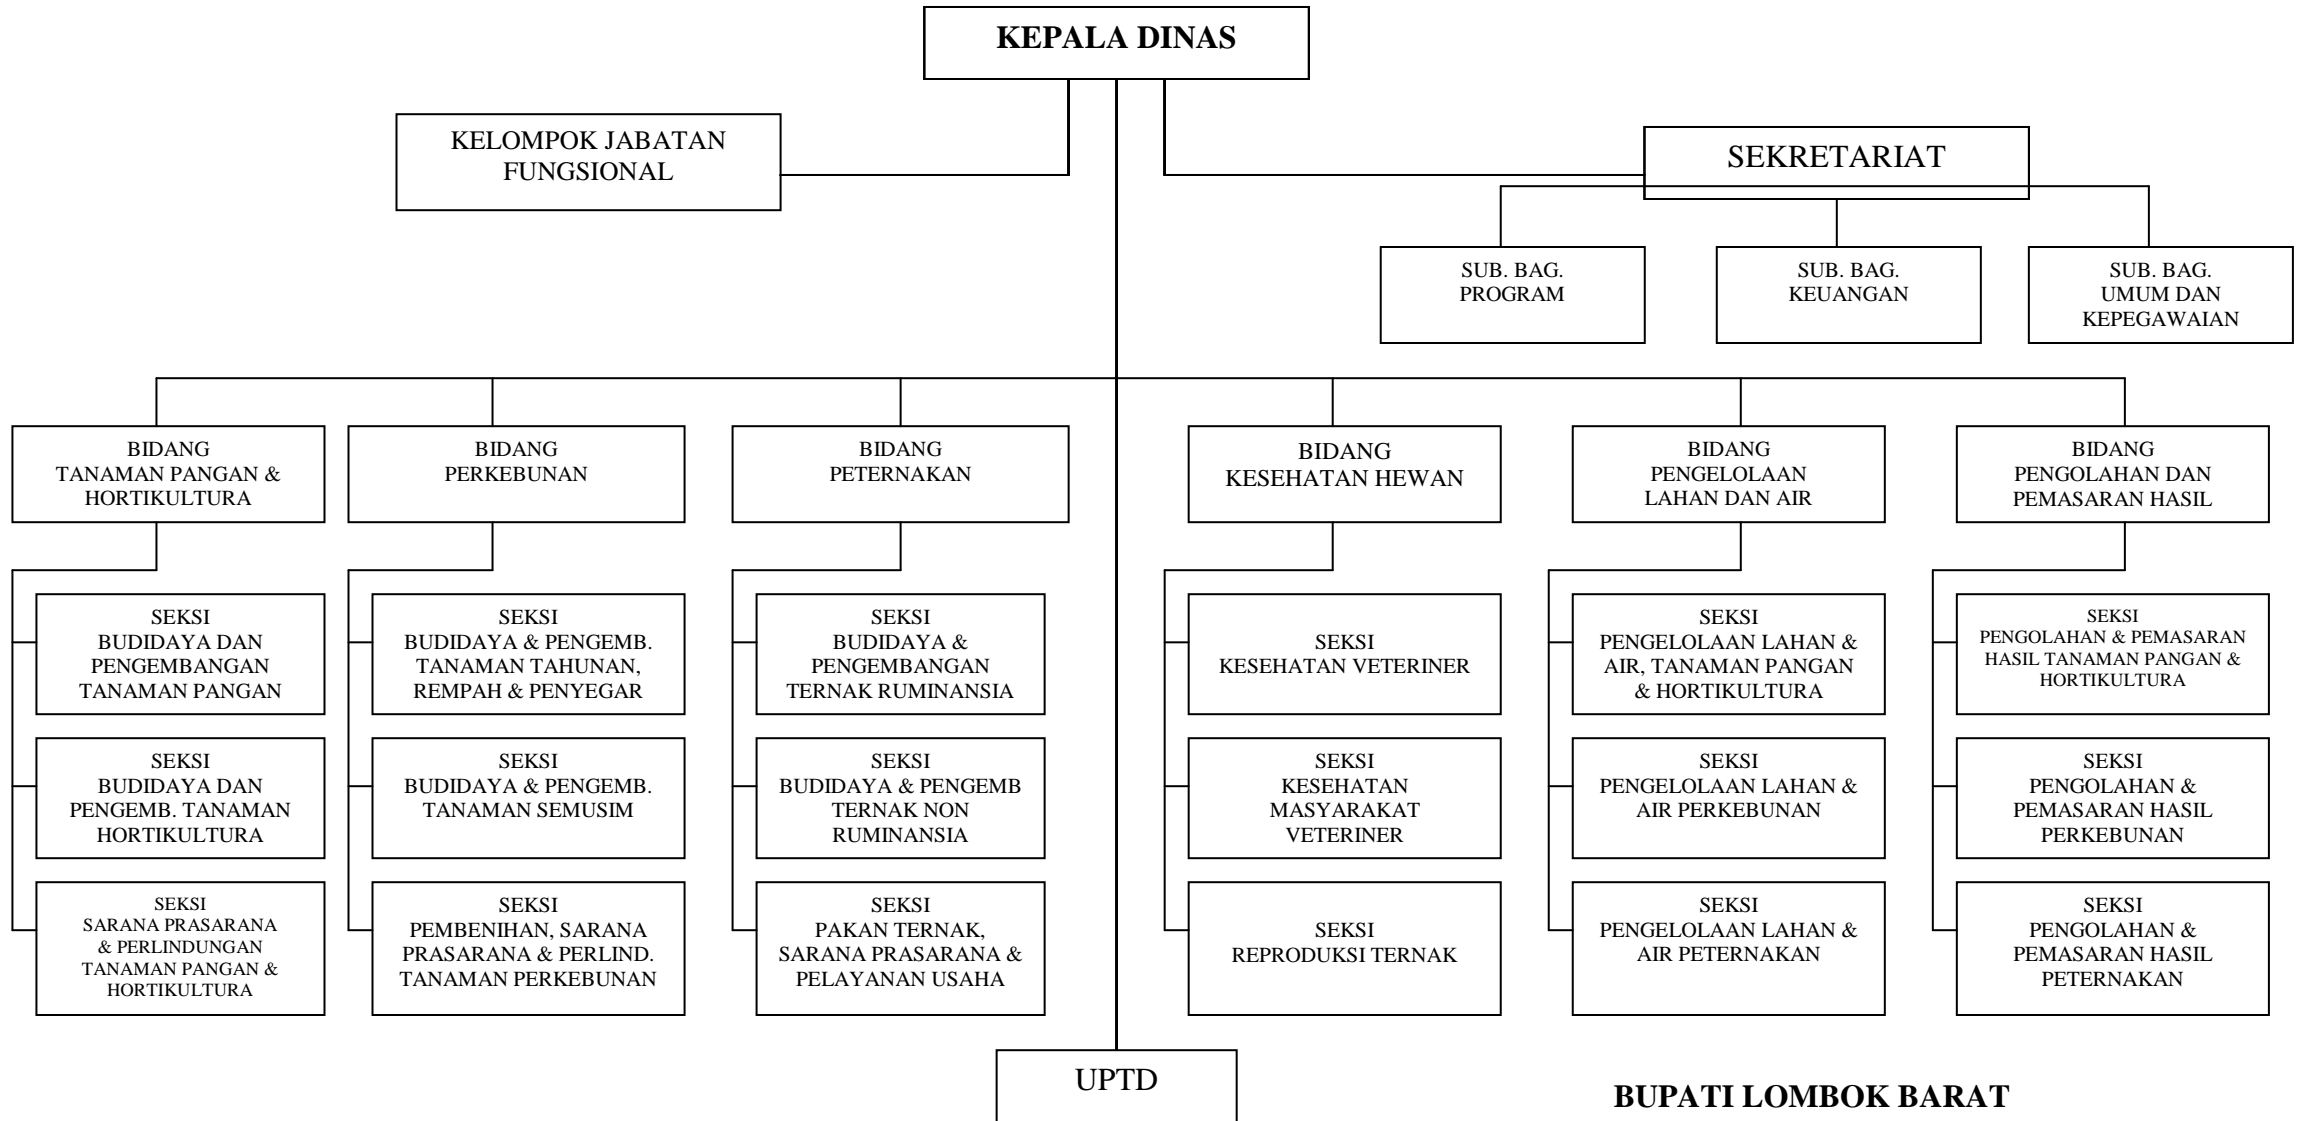 KEPALA DINAS
KELOMPOK JABATAN
FUNGSIONAL
SEKRETARIAT
SUB. BAG.
PROGRAM
SUB. BAG.
KEUANGAN
SUB. BAG.
UMUM DAN
KEPEGAWAIAN
BIDANG
TANAMAN PANGAN &
HORTIKULTURA
BIDANG
PERKEBUNAN
BIDANG
PETERNAKAN
BIDANG
KESEHATAN HEWAN
BIDANG
PENGELOLAAN
LAHAN DAN AIR
BIDANG
PENGOLAHAN DAN
PEMASARAN HASIL
SEKSI
BUDIDAYA DAN
PENGEMBANGAN
TANAMAN PANGAN
SEKSI
BUDIDAYA & PENGEMB.
TANAMAN TAHUNAN,
REMPAH & PENYEGAR
SEKSI
BUDIDAYA &
PENGEMBANGAN
TERNAK RUMINANSIA
SEKSI
KESEHATAN VETERINER
SEKSI
PENGELOLAAN LAHAN &
AIR, TANAMAN PANGAN
& HORTIKULTURA
SEKSI
PENGOLAHAN & PEMASARAN
HASIL TANAMAN PANGAN &
HORTIKULTURA
SEKSI
BUDIDAYA DAN
PENGEMB. TANAMAN
HORTIKULTURA
SEKSI
BUDIDAYA & PENGEMB.
TANAMAN SEMUSIM
SEKSI
BUDIDAYA & PENGEMB
TERNAK NON
RUMINANSIA
SEKSI
KESEHATAN
MASYARAKAT
VETERINER
SEKSI
PENGELOLAAN LAHAN &
AIR PERKEBUNAN
SEKSI
PENGOLAHAN &
PEMASARAN HASIL
PERKEBUNAN
SEKSI
SARANA PRASARANA
& PERLINDUNGAN
TANAMAN PANGAN &
HORTIKULTURA
SEKSI
PEMBENIHAN, SARANA
PRASARANA & PERLIND.
TANAMAN PERKEBUNAN
SEKSI
PAKAN TERNAK,
SARANA PRASARANA &
PELAYANAN USAHA
SEKSI
REPRODUKSI TERNAK
SEKSI
PENGELOLAAN LAHAN &
AIR PETERNAKAN
SEKSI
PENGOLAHAN &
PEMASARAN HASIL
PETERNAKAN
UPTD
BUPATI LOMBOK BARAT